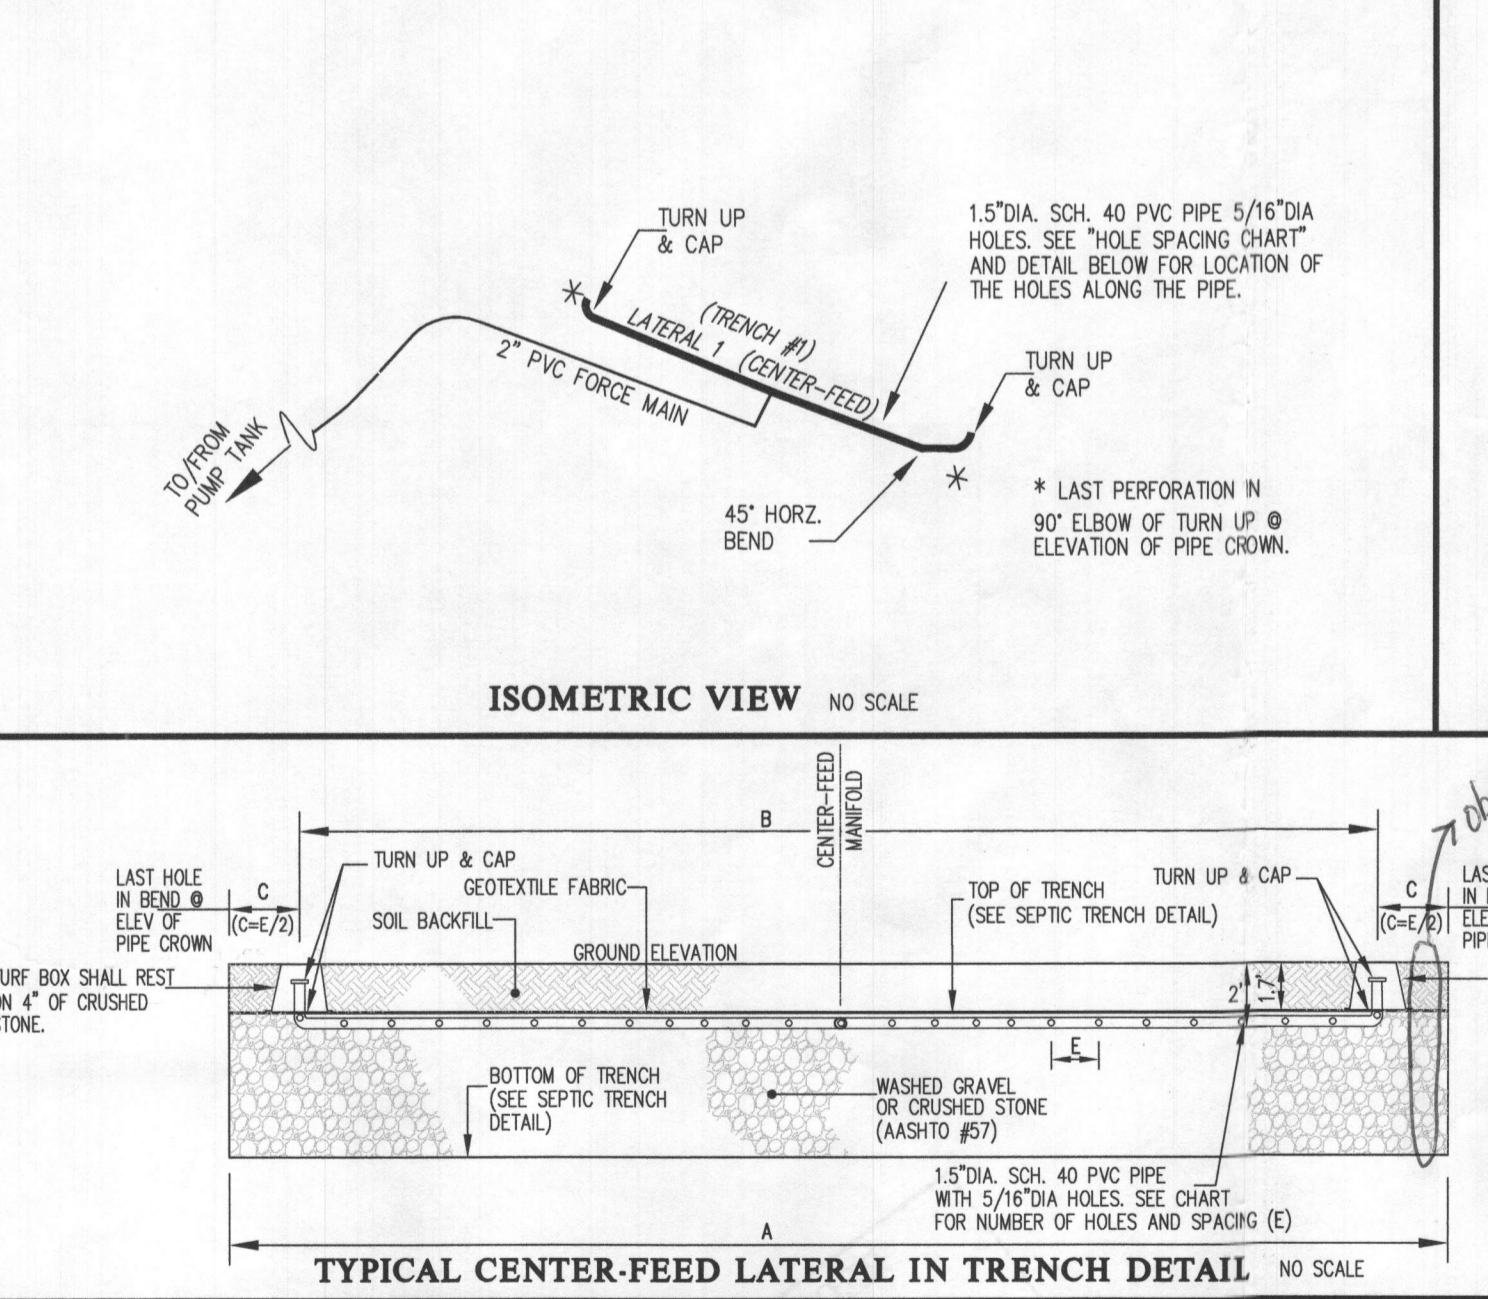 TURN UP
& CAP
1.5"DIA. SCH. 40 PVC PIPE 5/16"DIA
HOLES. SEE "HOLE SPACING CHART"
AND DETAIL BELOW FOR LOCATION OF
THE HOLES ALONG THE PIPE.
*
(TRENCH #1)
LATERAL 1 (CENTER-FEED)
2" PVC FORCE MAIN
TURN UP
& CAP
TO/FROM
PUMP TANK
*
45° HORZ.
BEND
* LAST PERFORATION IN
90° ELBOW OF TURN UP @
ELEVATION OF PIPE CROWN.
ISOMETRIC VIEW NO SCALE
CENTER-FEED
MANIFOLD
B
LAST HOLE
IN BEND @
ELEV OF
PIPE CROWN
C
(C=E/2)
TURN UP & CAP
GEOTEXTILE FABRIC
SOIL BACKFILL
GROUND ELEVATION
TOP OF TRENCH
(SEE SEPTIC TRENCH DETAIL)
TURN UP & CAP
C
(C=E/2)
LAS
IN
ELE
PIP
URF BOX SHALL REST
ON 4" OF CRUSHED
STONE.
2'
1.7'
E
BOTTOM OF TRENCH
(SEE SEPTIC TRENCH
DETAIL)
WASHED GRAVEL
OR CRUSHED STONE
(AASHTO #57)
1.5"DIA. SCH. 40 PVC PIPE
WITH 5/16"DIA HOLES. SEE CHART
FOR NUMBER OF HOLES AND SPACING (E)
A
TYPICAL CENTER-FEED LATERAL IN TRENCH DETAIL NO SCALE